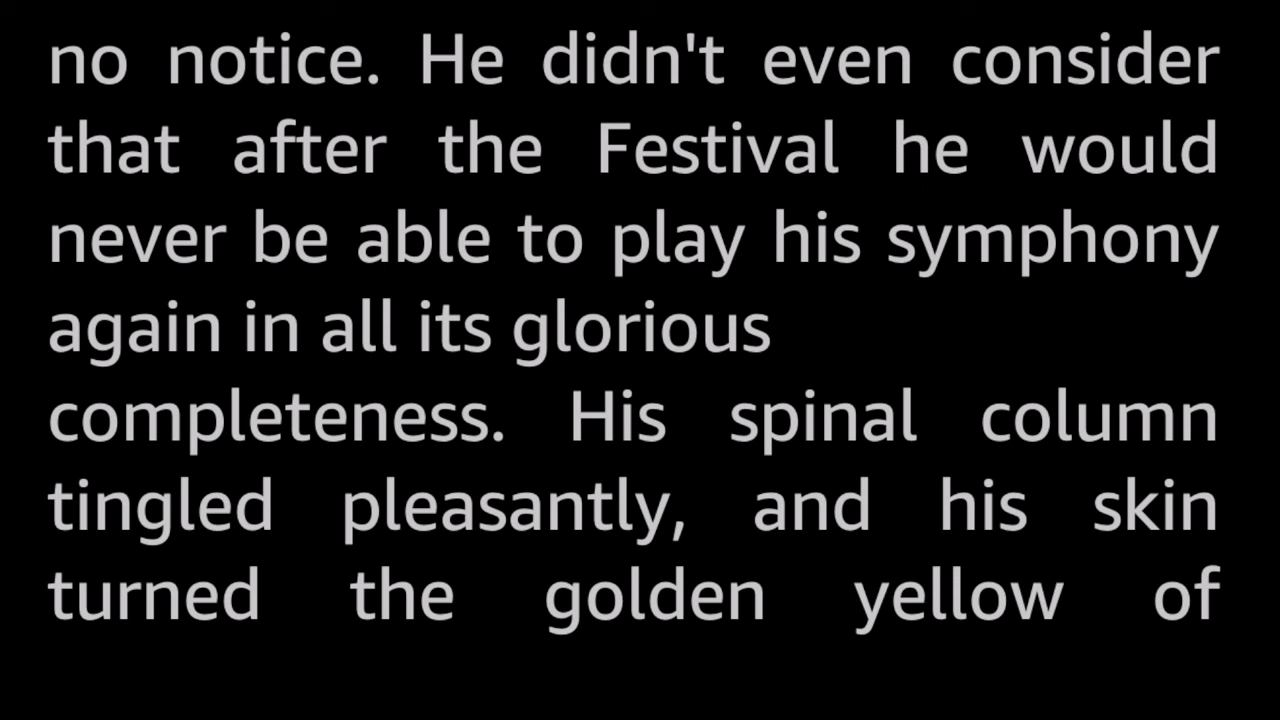 no notice. He didn't even consider
that after the Festival he would
never be able to play his symphony
again in all its glorious
completeness. His spinal column
tingled pleasantly, and his skin
turned the golden yellow of